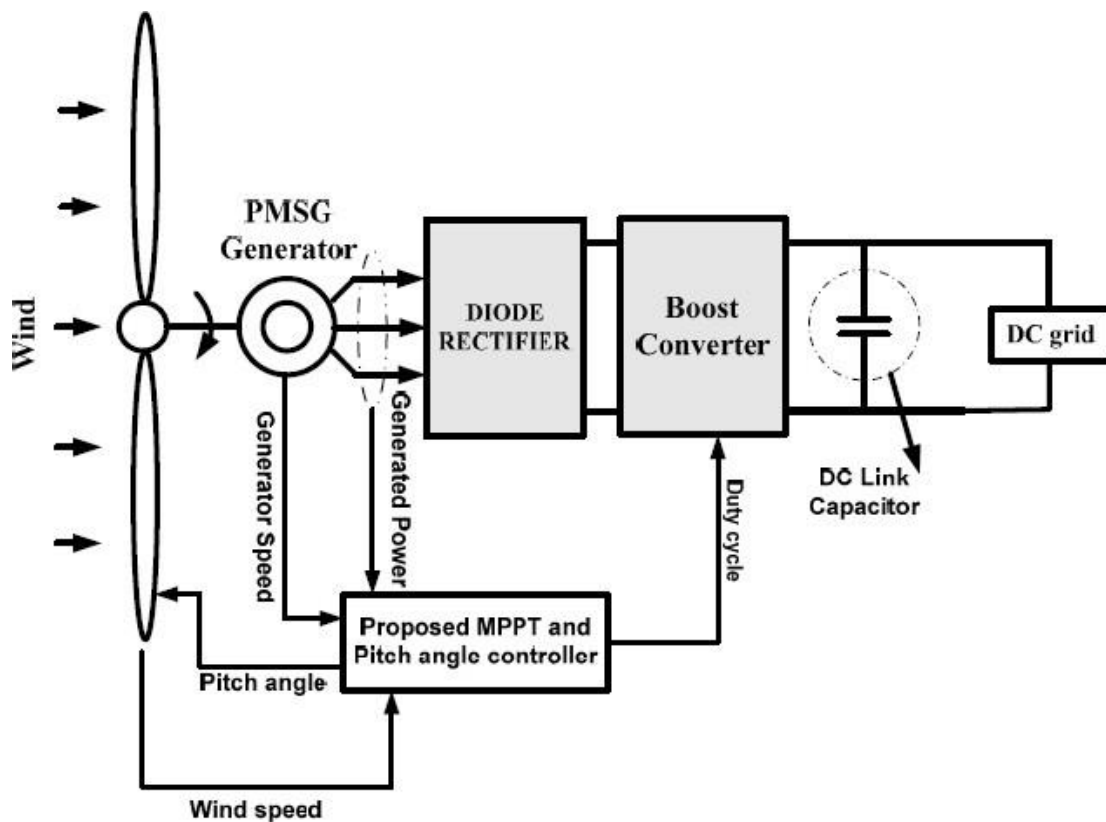 PMSG
Generator
Wind
DIODE
RECTIFIER
Boost
Converter
DC grid
Generator Speed
Generated Power
Duty cycle
DC Link
Capacitor
Proposed MPPT and
Pitch angle controller
Pitch angle
Wind speed